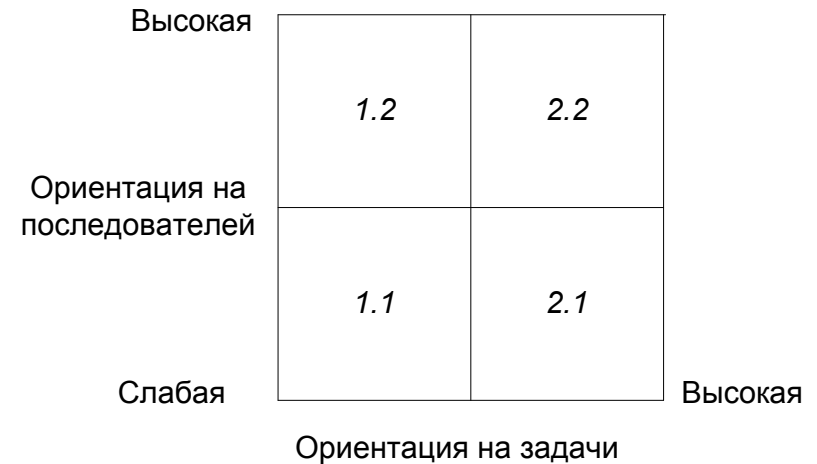 Высокая
1.2
2.2
Ориентация на
последователей
1.1
2.1
Слабая
Высокая
Ориентация на задачи